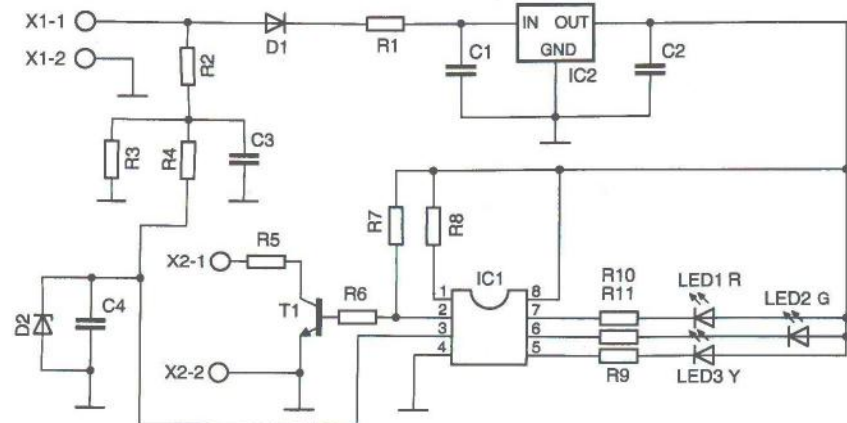 X1-1
D1
R1
IN OUT
GND
IC2
C1
C2
X1-2
R2
R3
R4
C3
R7
R8
X2-1
R5
T1
R6
IC1
1
2
3
4
8
7
6
5
R10
R11
R9
LED1 R
LED2 G
LED3 Y
D2
C4
X2-2